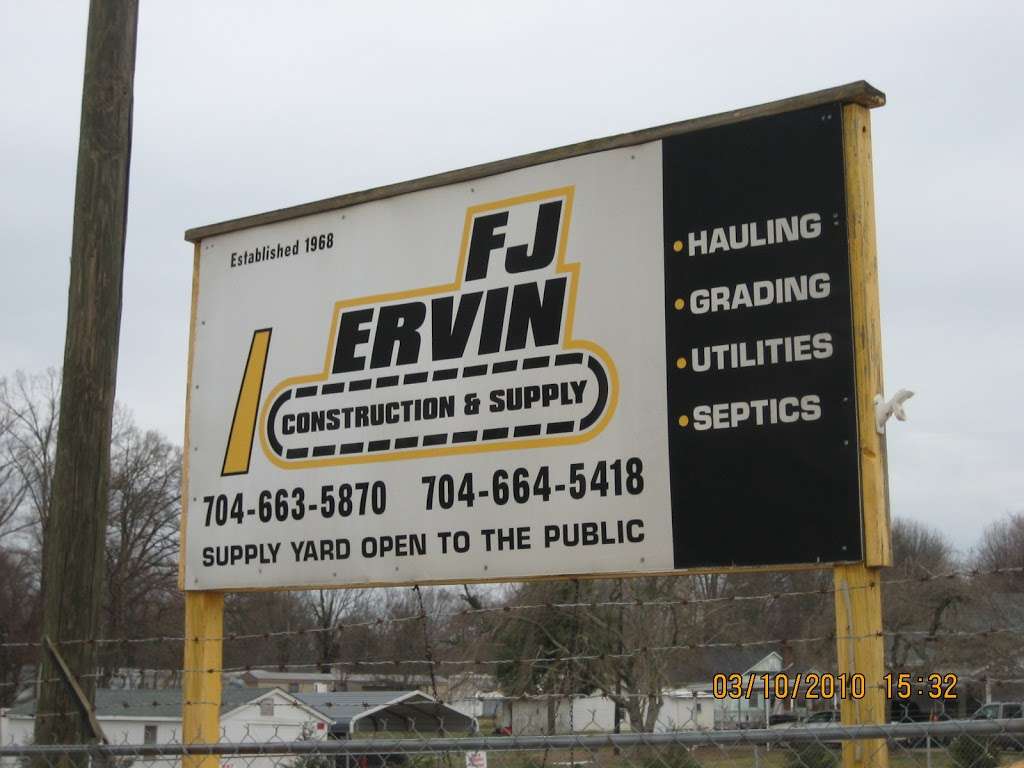 Established 1968
FJ
ERVIN
CONSTRUCTION & SUPPLY
704-663-5870 704-664-5418
SUPPLY YARD OPEN TO THE PUBLIC
• HAULING
• GRADING
• UTILITIES
• SEPTICS
03/10/2010 15:32